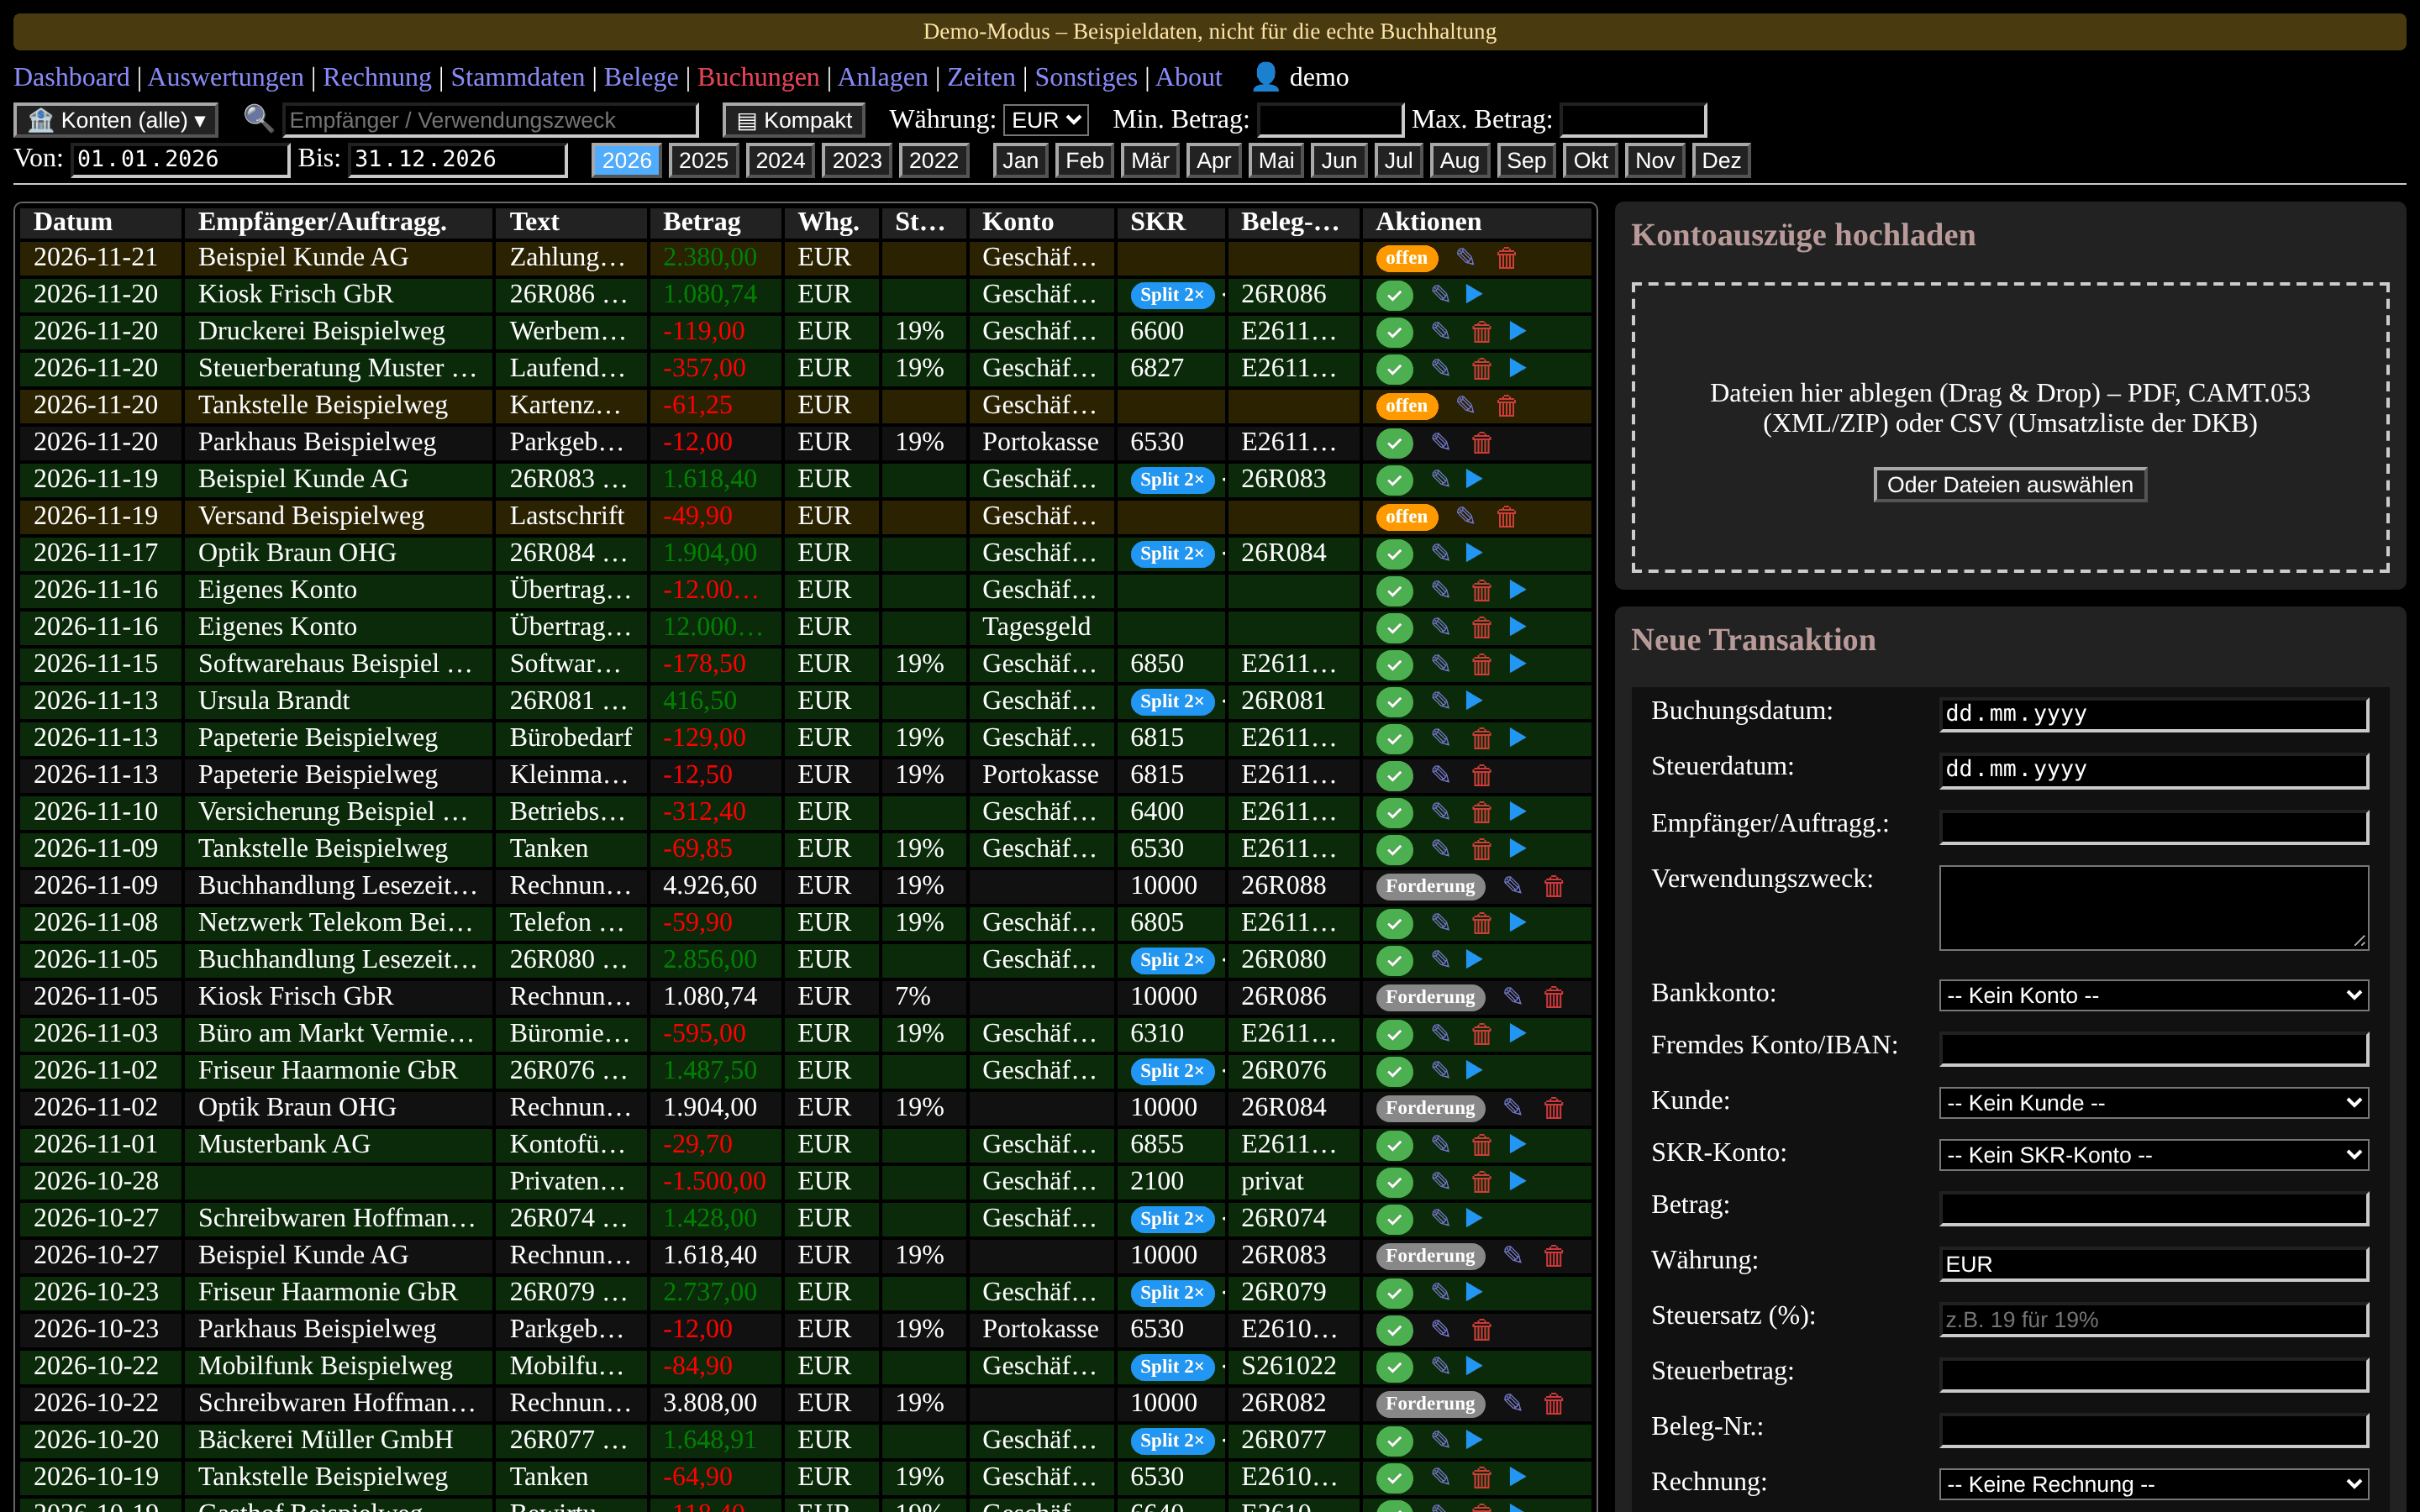 Demo-Modus – Beispieldaten, nicht für die echte Buchhaltung
Dashboard | Auswertungen | Rechnung | Stammdaten | Belege | Buchungen | Anlagen | Zeiten | Sonstiges | About 👤 demo
🏦 Konten (alle) ▾ 🔍 Empfänger / Verwendungszweck ▤ Kompakt Währung: EUR Min. Betrag: Max. Betrag:
Von: 01.01.2026 Bis: 31.12.2026 2026 2025 2024 2023 2022 Jan Feb Mär Apr Mai Jun Jul Aug Sep Okt Nov Dez
Datum Empfänger/Auftragg. Text Betrag Whg. St… Konto SKR Beleg-… Aktionen
2026-11-21 Beispiel Kunde AG Zahlung… 2.380,00 EUR Geschäf… offen
2026-11-20 Kiosk Frisch GbR 26R086 … 1.080,74 EUR Geschäf… Split 2× 26R086
2026-11-20 Druckerei Beispielweg Werbem… -119,00 EUR 19% Geschäf… 6600 E2611…
2026-11-20 Steuerberatung Muster … Laufend… -357,00 EUR 19% Geschäf… 6827 E2611…
2026-11-20 Tankstelle Beispielweg Kartenz… -61,25 EUR Geschäf… offen
2026-11-20 Parkhaus Beispielweg Parkgeb… -12,00 EUR 19% Portokasse 6530 E2611…
2026-11-19 Beispiel Kunde AG 26R083 … 1.618,40 EUR Geschäf… Split 2× 26R083
2026-11-19 Versand Beispielweg Lastschrift -49,90 EUR Geschäf… offen
2026-11-17 Optik Braun OHG 26R084 … 1.904,00 EUR Geschäf… Split 2× 26R084
2026-11-16 Eigenes Konto Übertrag… -12.00… EUR Geschäf…
2026-11-16 Eigenes Konto Übertrag… 12.000… EUR Tagesgeld
2026-11-15 Softwarehaus Beispiel … Softwar… -178,50 EUR 19% Geschäf… 6850 E2611…
2026-11-13 Ursula Brandt 26R081 … 416,50 EUR Geschäf… Split 2× 26R081
2026-11-13 Papeterie Beispielweg Bürobedarf -129,00 EUR 19% Geschäf… 6815 E2611…
2026-11-13 Papeterie Beispielweg Kleinma… -12,50 EUR 19% Portokasse 6815 E2611…
2026-11-10 Versicherung Beispiel … Betriebs… -312,40 EUR Geschäf… 6400 E2611…
2026-11-09 Tankstelle Beispielweg Tanken -69,85 EUR 19% Geschäf… 6530 E2611…
2026-11-09 Buchhandlung Lesezeit… Rechnun… 4.926,60 EUR 19% 10000 26R088 Forderung
2026-11-08 Netzwerk Telekom Bei… Telefon … -59,90 EUR 19% Geschäf… 6805 E2611…
2026-11-05 Buchhandlung Lesezeit… 26R080 … 2.856,00 EUR Geschäf… Split 2× 26R080
2026-11-05 Kiosk Frisch GbR Rechnun… 1.080,74 EUR 7% 10000 26R086 Forderung
2026-11-03 Büro am Markt Vermie… Büromie… -595,00 EUR 19% Geschäf… 6310 E2611…
2026-11-02 Friseur Haarmonie GbR 26R076 … 1.487,50 EUR Geschäf… Split 2× 26R076
2026-11-02 Optik Braun OHG Rechnun… 1.904,00 EUR 19% 10000 26R084 Forderung
2026-11-01 Musterbank AG Kontofü… -29,70 EUR Geschäf… 6855 E2611…
2026-10-28 Privaten… -1.500,00 EUR Geschäf… 2100 privat
2026-10-27 Schreibwaren Hoffman… 26R074 … 1.428,00 EUR Geschäf… Split 2× 26R074
2026-10-27 Beispiel Kunde AG Rechnun… 1.618,40 EUR 19% 10000 26R083 Forderung
2026-10-23 Friseur Haarmonie GbR 26R079 … 2.737,00 EUR Geschäf… Split 2× 26R079
2026-10-23 Parkhaus Beispielweg Parkgeb… -12,00 EUR 19% Portokasse 6530 E2610…
2026-10-22 Mobilfunk Beispielweg Mobilfu… -84,90 EUR Geschäf… Split 2× S261022
2026-10-22 Schreibwaren Hoffman… Rechnun… 3.808,00 EUR 19% 10000 26R082 Forderung
2026-10-20 Bäckerei Müller GmbH 26R077 … 1.648,91 EUR Geschäf… Split 2× 26R077
2026-10-19 Tankstelle Beispielweg Tanken -64,90 EUR 19% Geschäf… 6530 E2610…
Kontoauszüge hochladen
Dateien hier ablegen (Drag & Drop) – PDF, CAMT.053
(XML/ZIP) oder CSV (Umsatzliste der DKB)
Oder Dateien auswählen
Neue Transaktion
Buchungsdatum: dd.mm.yyyy
Steuerdatum: dd.mm.yyyy
Empfänger/Auftragg.:
Verwendungszweck:
Bankkonto: -- Kein Konto --
Fremdes Konto/IBAN:
Kunde: -- Kein Kunde --
SKR-Konto: -- Kein SKR-Konto --
Betrag:
Währung: EUR
Steuersatz (%): z.B. 19 für 19%
Steuerbetrag:
Beleg-Nr.:
Rechnung: -- Keine Rechnung --